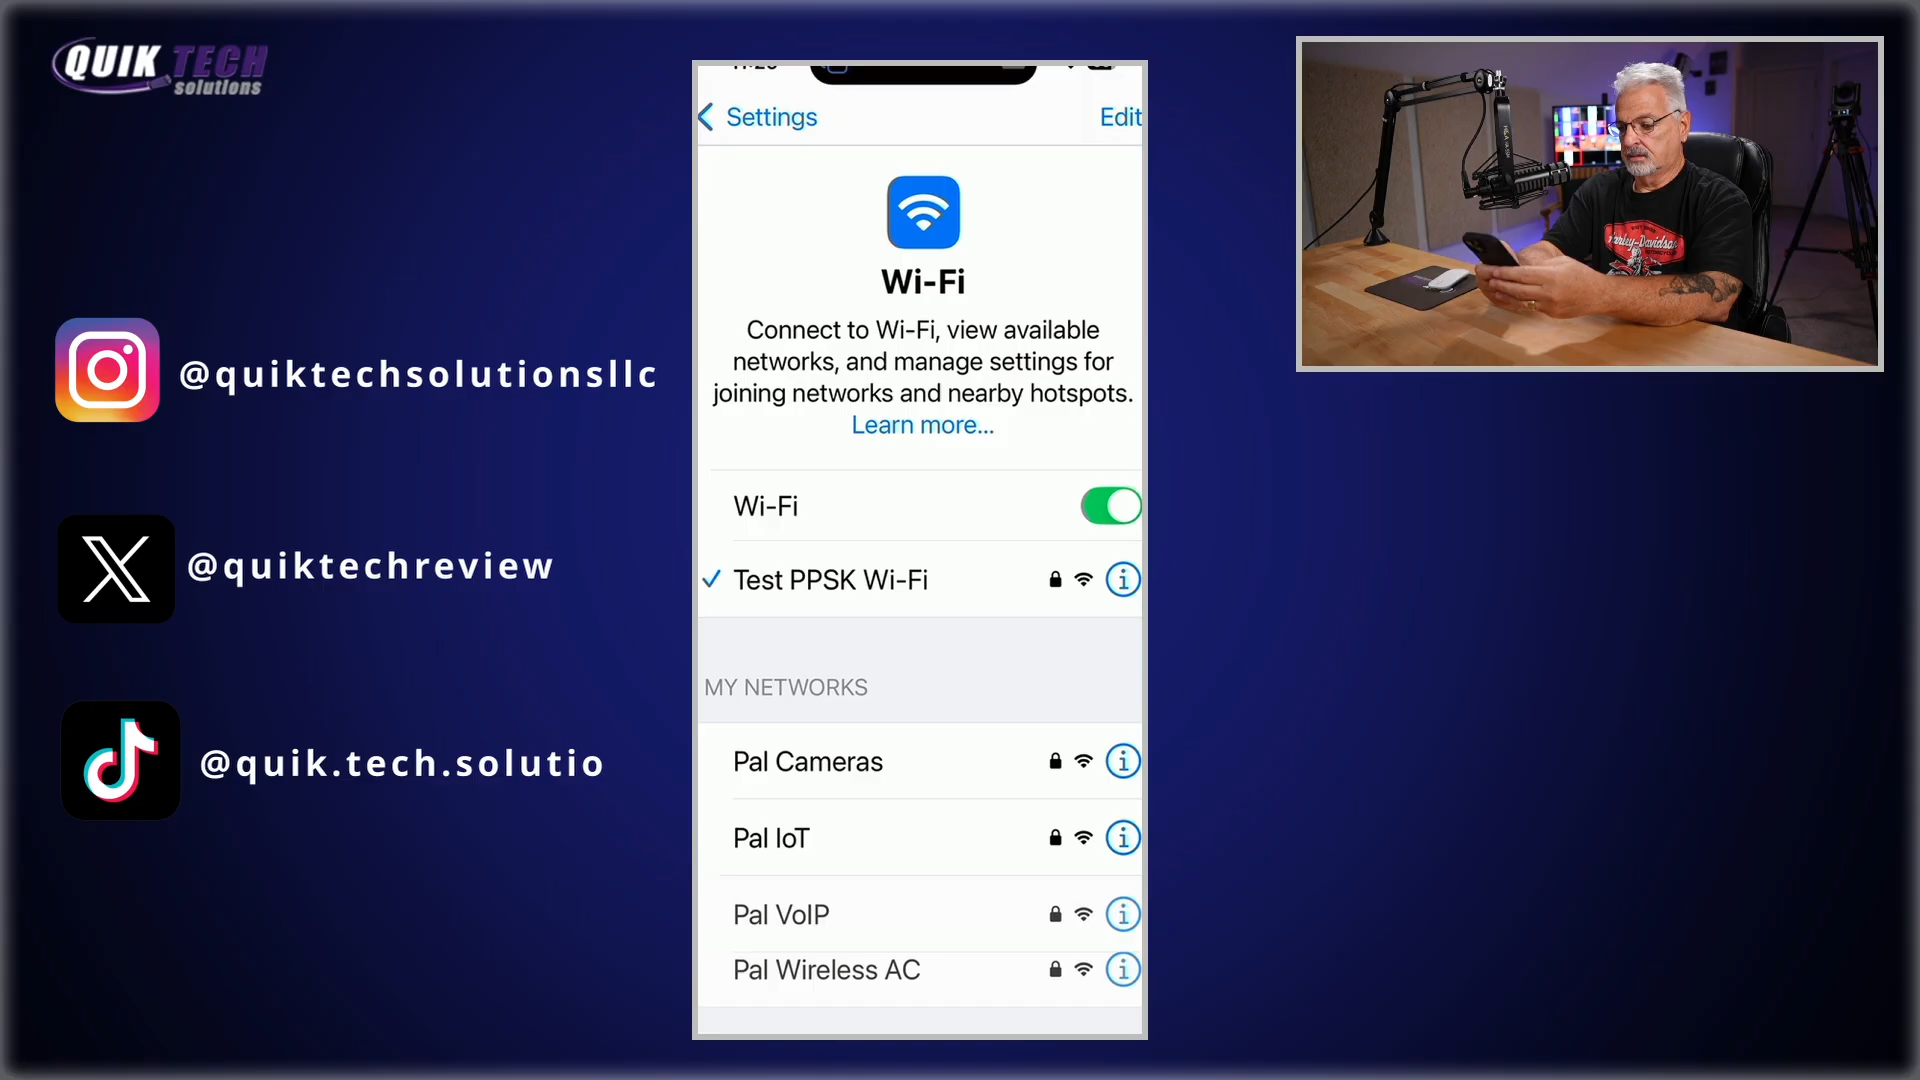 QUIK TECH
solutions
@quiktechsolutionsllc
@quiktechreview
@quik.tech.solutio
Settings
Edit
Wi-Fi
Connect to Wi-Fi, view available
networks, and manage settings for
joining networks and nearby hotspots.
Learn more...
Wi-Fi
Test PPSK Wi-Fi
MY NETWORKS
Pal Cameras
Pal IoT
Pal VoIP
Pal Wireless AC
Harley-Davidson